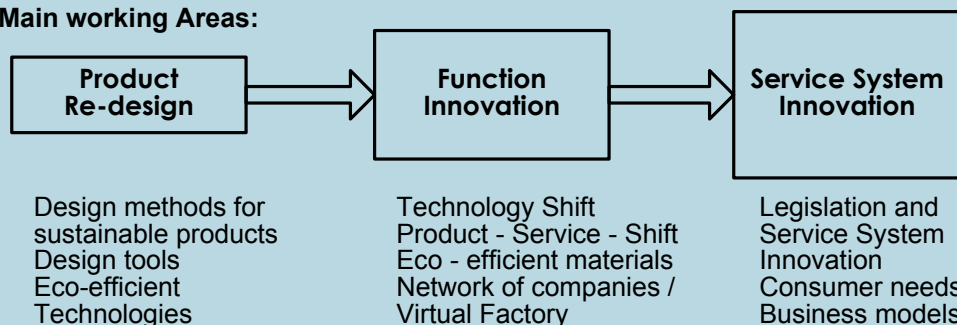 Main working Areas:
Product
Re-design
Function
Innovation
Service System
Innovation
Design methods for
sustainable products
Design tools
Eco-efficient
Technologies
Technology Shift
Product - Service - Shift
Eco - efficient materials
Network of companies /
Virtual Factory
Legislation and
Service System
Innovation
Consumer needs
Business models